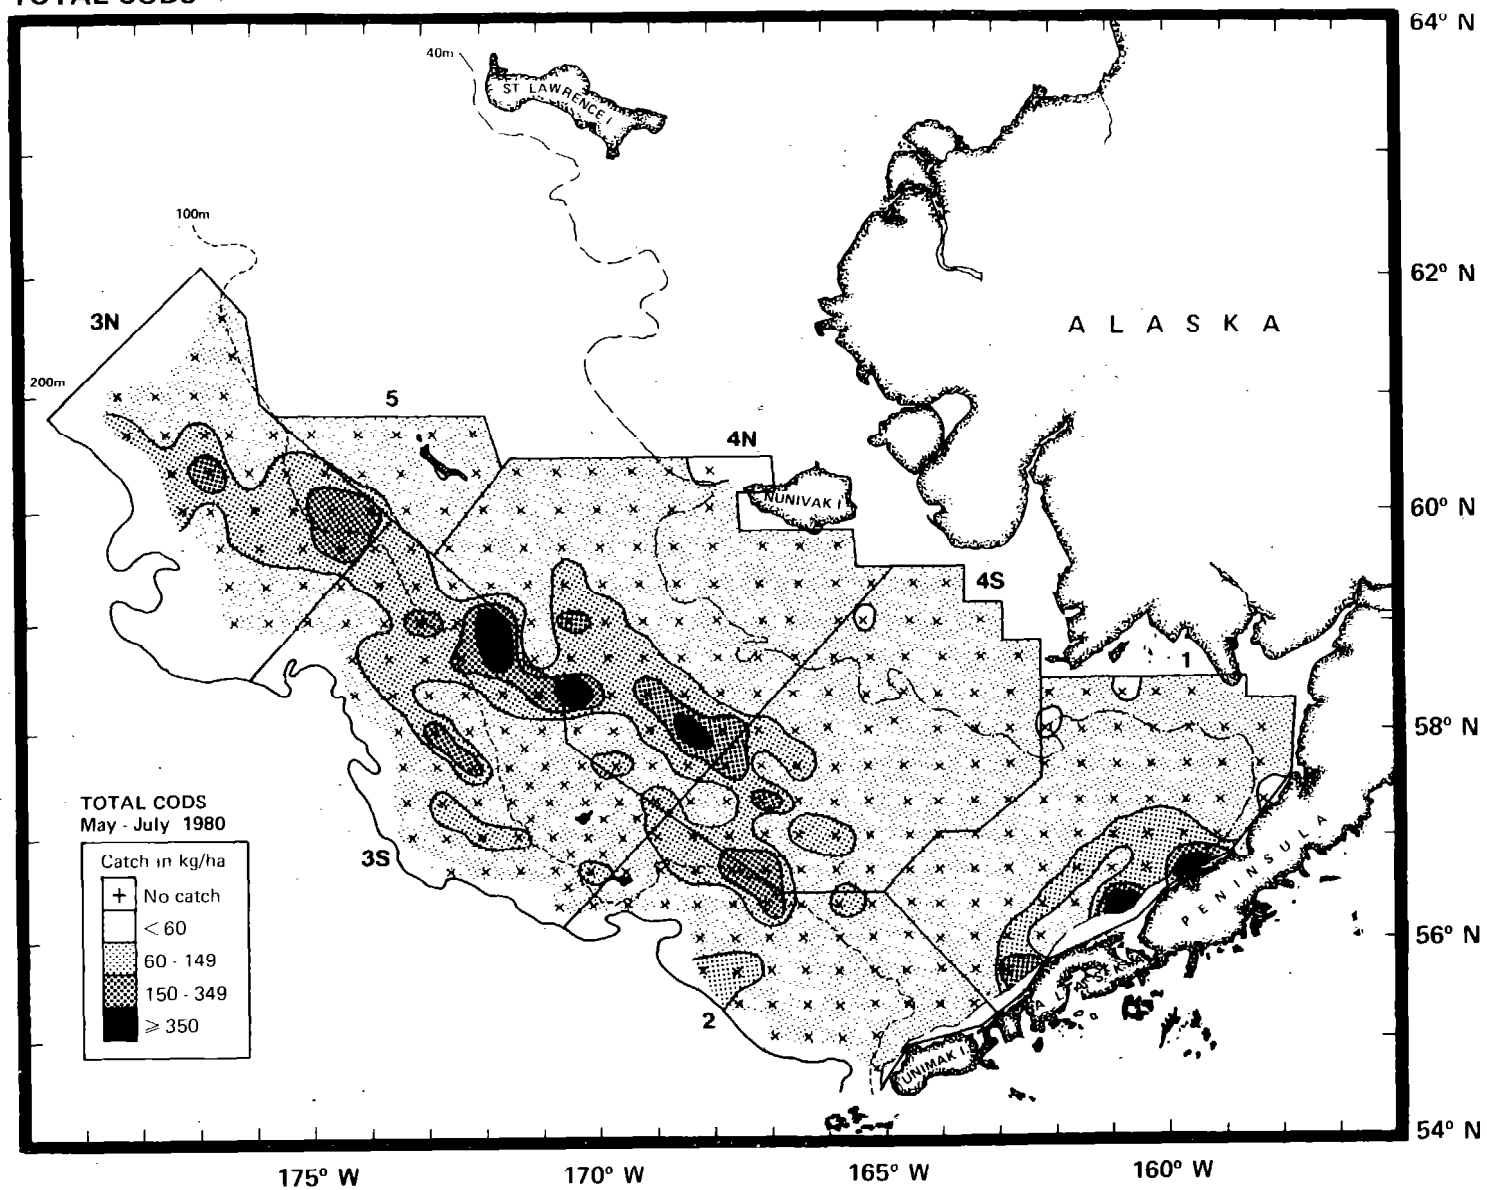 TOTAL CODS
64° N
40m
ST LAWRENCE I
100m
62° N
3N
ALASKA
200m
5
4N
NUNIVAK I
60° N
4S
1
58° N
TOTAL CODS
May - July 1980
Catch in kg/ha
+ No catch
< 60
60 - 149
150 - 349
≥ 350
3S
ALASKA PENINSULA
56° N
2
UNIMAK I
54° N
175° W
170° W
165° W
160° W